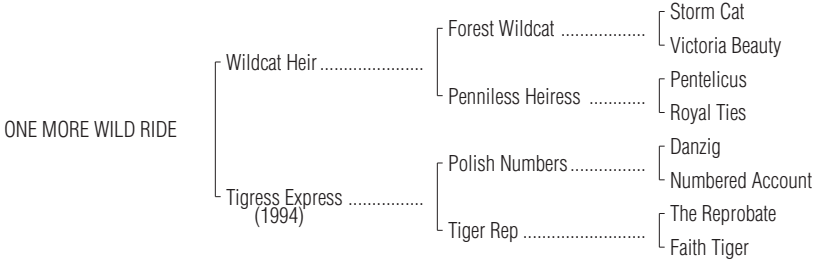 Storm Cat
Forest Wildcat ..................
Victoria Beauty
Wildcat Heir ......................
Pentelicus
Penniless Heiress ............
Royal Ties
ONE MORE WILD RIDE
Danzig
Polish Numbers ................
Numbered Account
Tigress Express ................
(1994)
The Reprobate
Tiger Rep ..........................
Faith Tiger